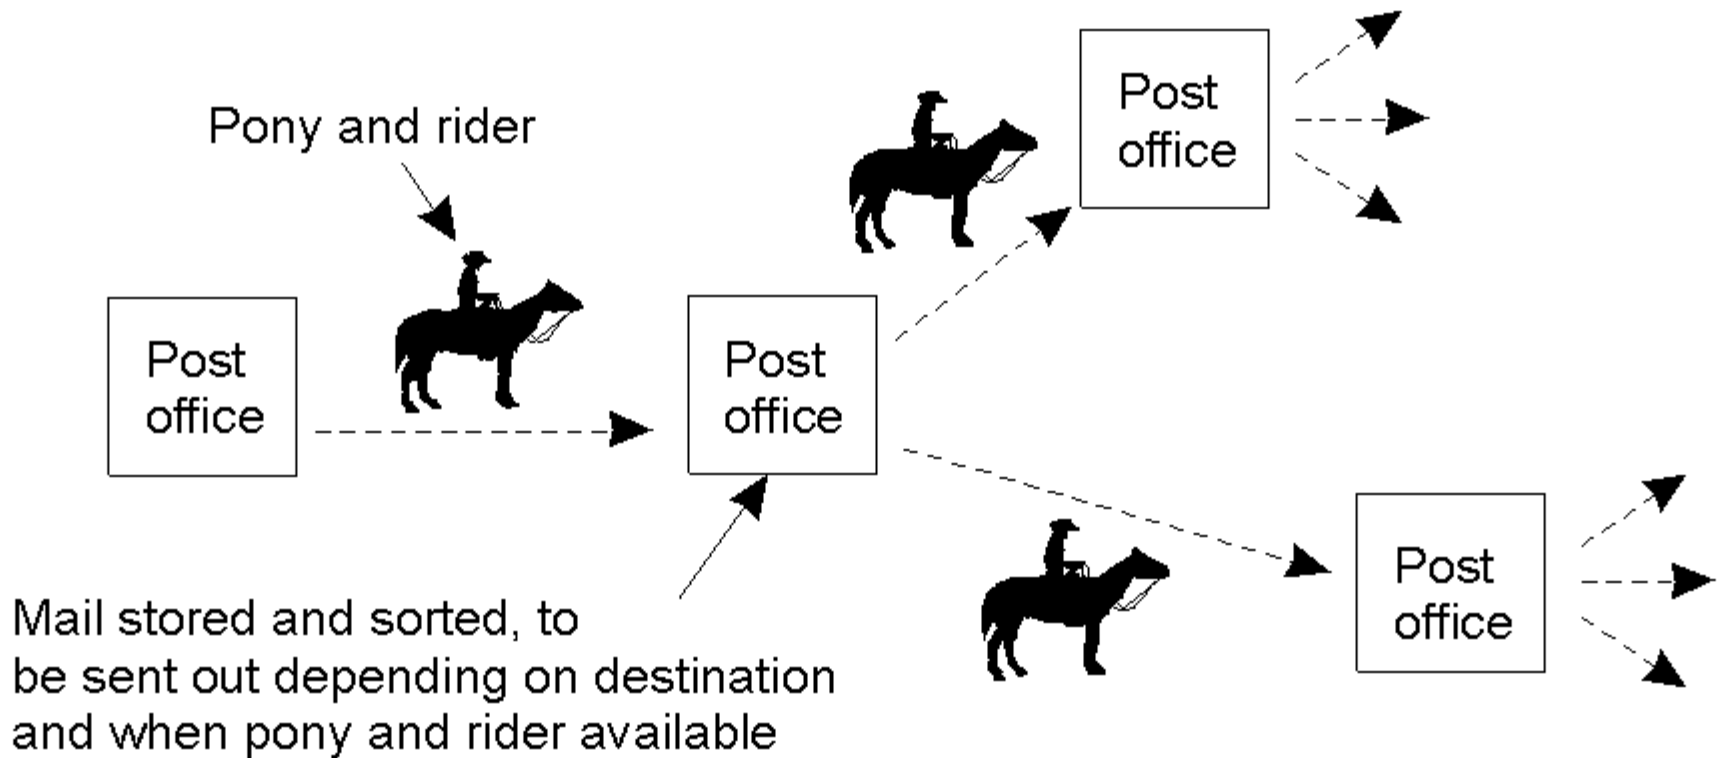 Pony and rider
Post
office
Post
office
Post
office
Post
office
Mail stored and sorted, to
be sent out depending on destination
and when pony and rider available